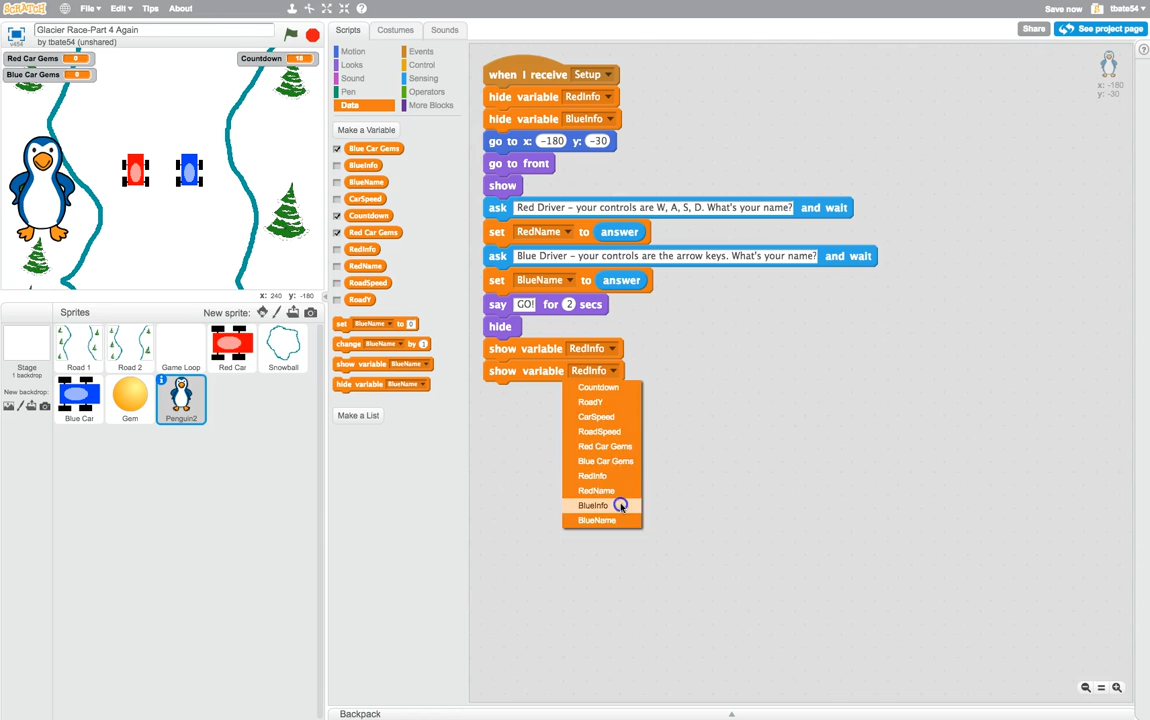 SCRATCH File Edit Tips About Save now tbate54
v454 Glacier Race-Part 4 Again
by tbate54 (unshared)
Scripts Costumes Sounds
Share See project page
Red Car Gems 0
Blue Car Gems 0
Countdown 18
Motion Events
Looks Control
Sound Sensing
Pen Operators
Data More Blocks
Make a Variable
Blue Car Gems
BlueInfo
BlueName
CarSpeed
Countdown
Red Car Gems
RedInfo
RedName
RoadSpeed
RoadY
set BlueName to 0
change BlueName by 1
show variable BlueName
hide variable BlueName
Make a List
when I receive Setup
hide variable RedInfo
hide variable BlueInfo
go to x: -180 y: -30
go to front
show
ask Red Driver – your controls are W, A, S, D. What's your name? and wait
set RedName to answer
ask Blue Driver – your controls are the arrow keys. What's your name? and wait
set BlueName to answer
say GO! for 2 secs
hide
show variable RedInfo
show variable RedInfo
Countdown
RoadY
CarSpeed
RoadSpeed
Red Car Gems
Blue Car Gems
RedInfo
RedName
BlueInfo
BlueName
x: -180
y: -30
x: 240 y: -180
Sprites New sprite:
Stage
1 backdrop
New backdrop:
Road 1 Road 2 Game Loop Red Car Snowball
Blue Car Gem Penguin2
Backpack